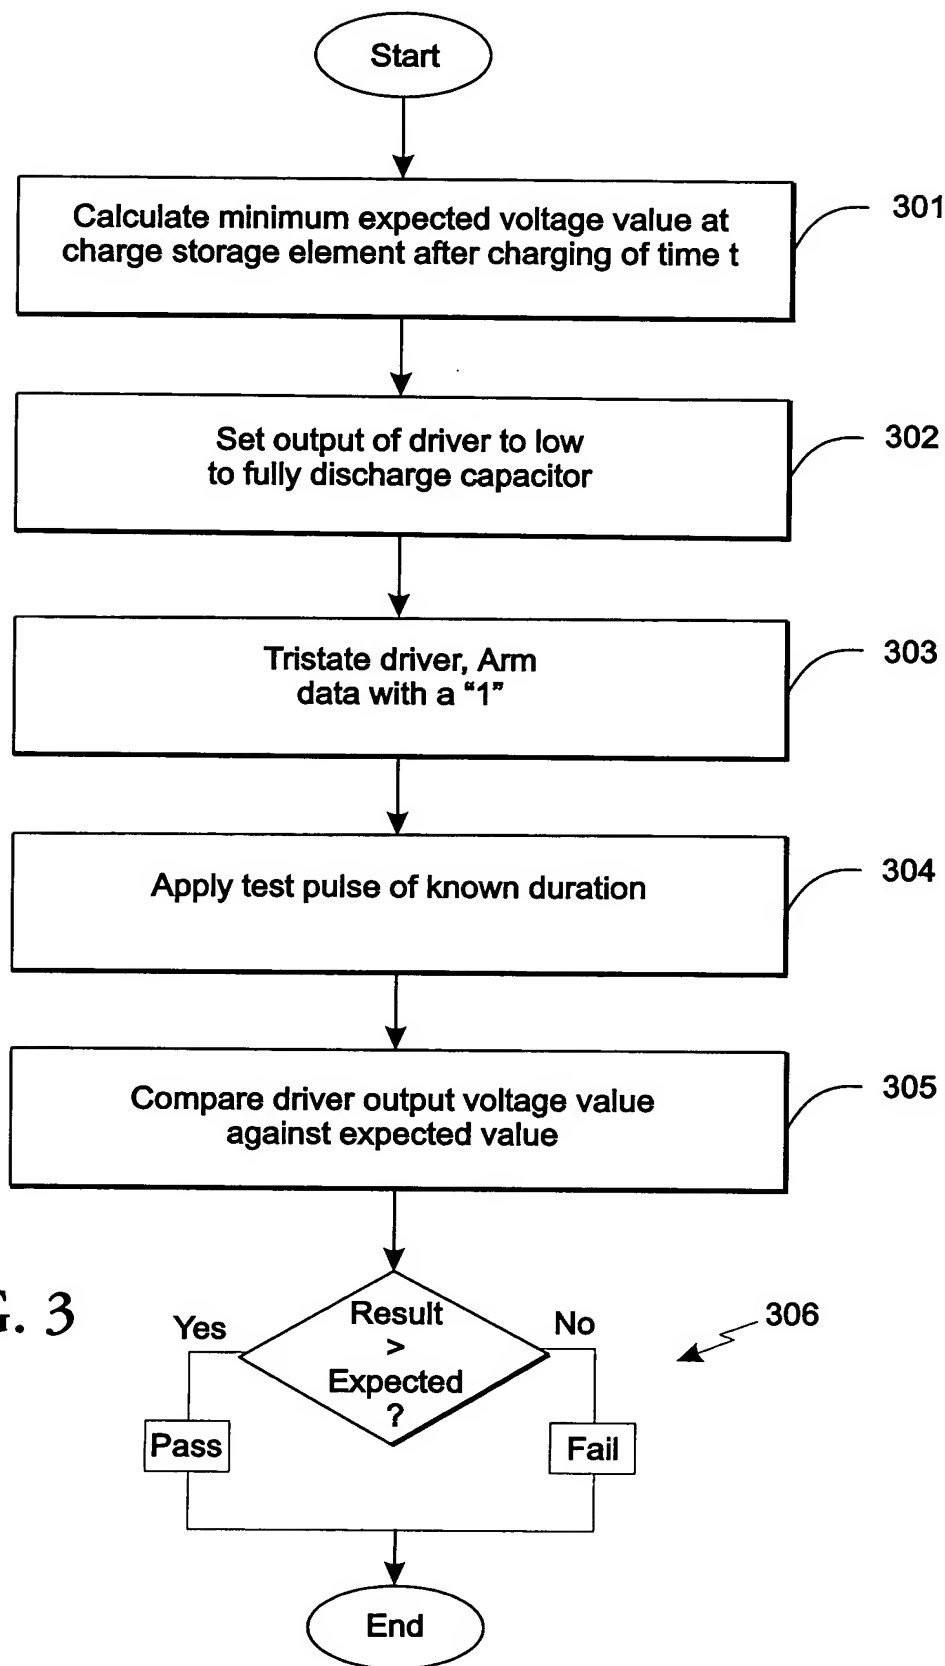 Start
Calculate minimum expected voltage value at
charge storage element after charging of time t
301
Set output of driver to low
to fully discharge capacitor
302
Tristate driver, Arm
data with a “1”
303
Apply test pulse of known duration
304
Compare driver output voltage value
against expected value
305
G. 3
Yes
Result
>
Expected
?
No
306
Pass
Fail
End